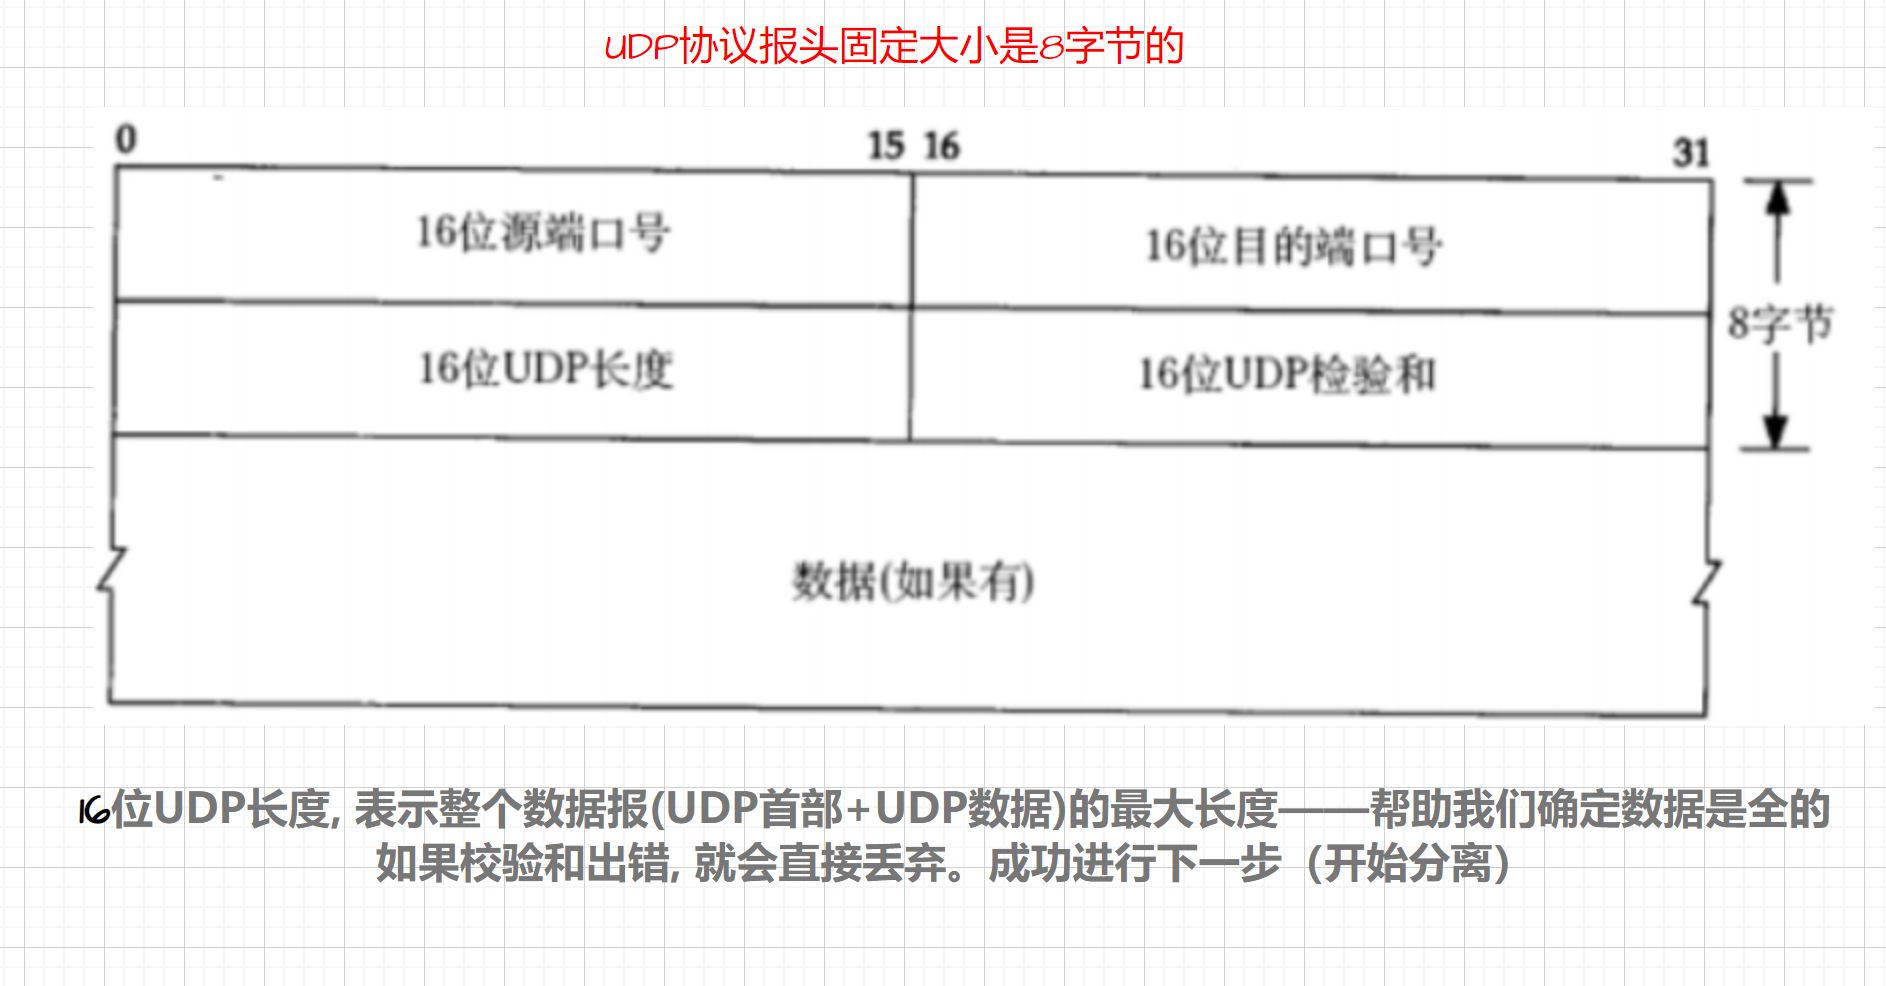 UDP协议报头固定大小是8字节的
0 15 16 31
16位源端口号 16位目的端口号
8字节
16位UDP长度 16位UDP检验和
数据(如果有)
16位UDP长度, 表示整个数据报(UDP首部+UDP数据)的最大长度——帮助我们确定数据是全的
如果校验和出错, 就会直接丢弃。成功进行下一步（开始分离）